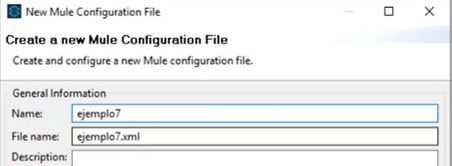 New Mule Configuration File
Create a new Mule Configuration File
Create and configure a new Mule configuration file.
General Information
Name: ejemplo7
File name: ejemplo7.xml
Description: